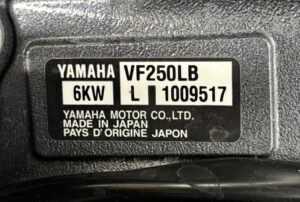 YAMAHA VF250LB
6KW L 1009517
YAMAHA MOTOR CO.,LTD.
MADE IN JAPAN
PAYS D'ORIGINE JAPON